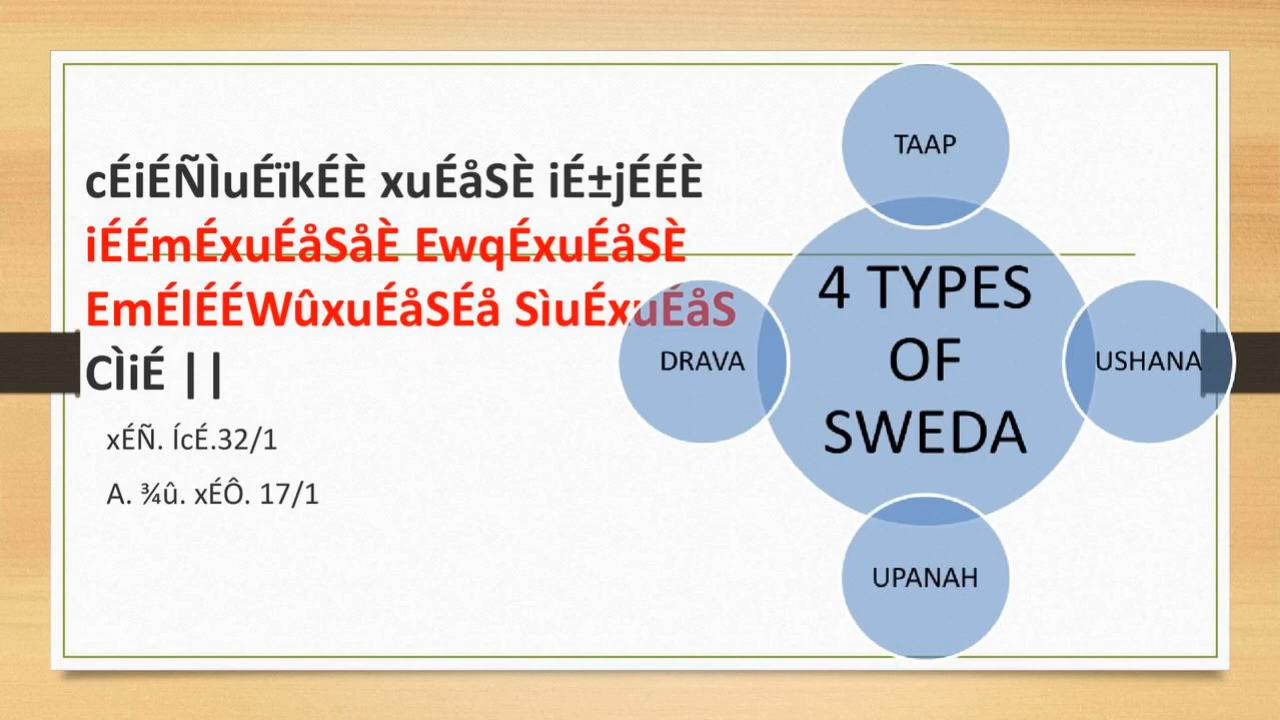 cÉiÉÑÌuÉïkÉÈ xuÉåSÈ iÉ±jÉÉÈ
iÉÉmÉxuÉåSåÈ EwqÉxuÉåSÈ
EmÉlÉÉWûxuÉåSÉå SìuÉxuÉåS
CÌiÉ ||
xÉÑ. ÍcÉ.32/1
A. ¾û. xÉÔ. 17/1
TAAP
4 TYPES
OF
SWEDA
DRAVA
USHANA
UPANAH